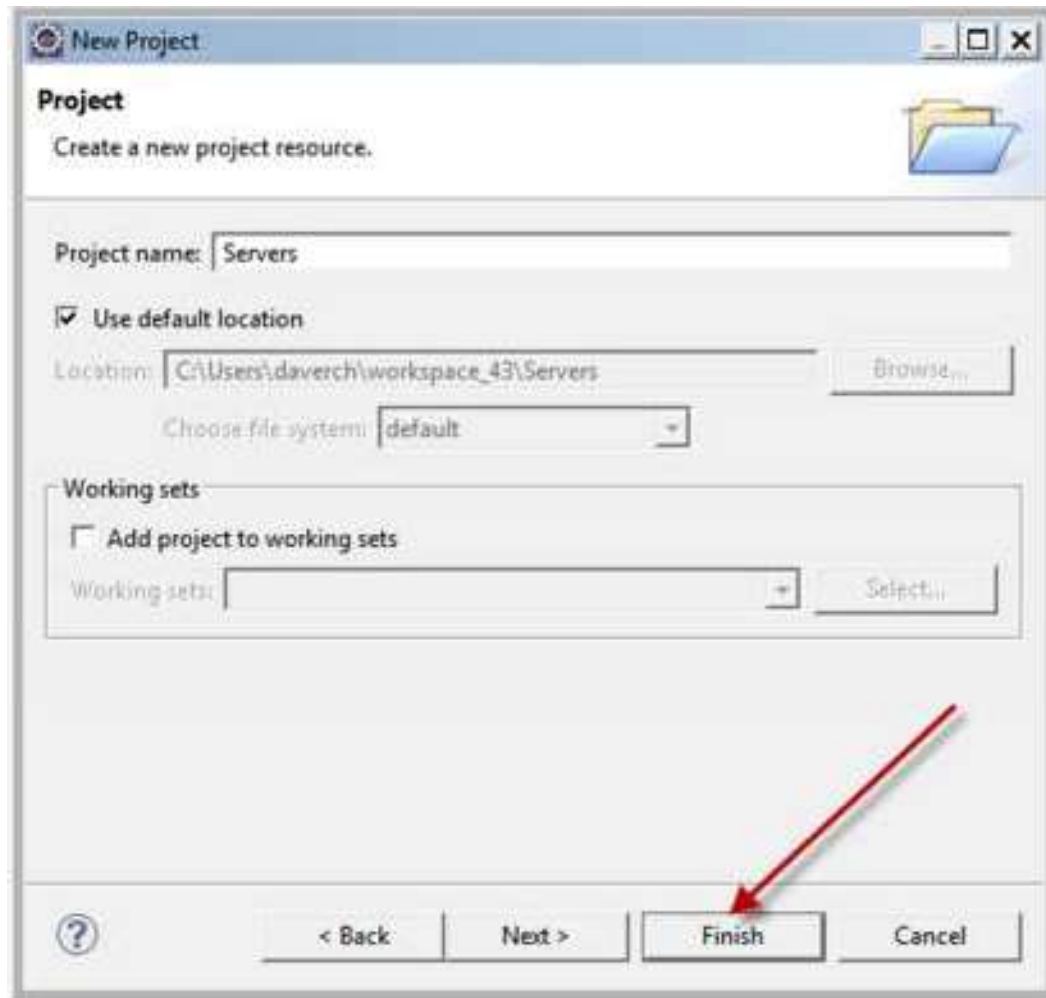 New Project
Project
Create a new project resource.
Project name: Servers
Use default location
Location: C:\Users\daverch\workspace_43\Servers Browse...
Choose file system: default
Working sets
Add project to working sets
Working sets: Select...
? < Back Next > Finish Cancel